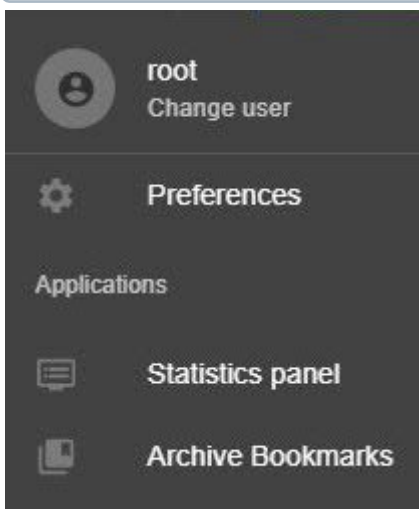 root
Change user
Preferences
Applications
Statistics panel
Archive Bookmarks